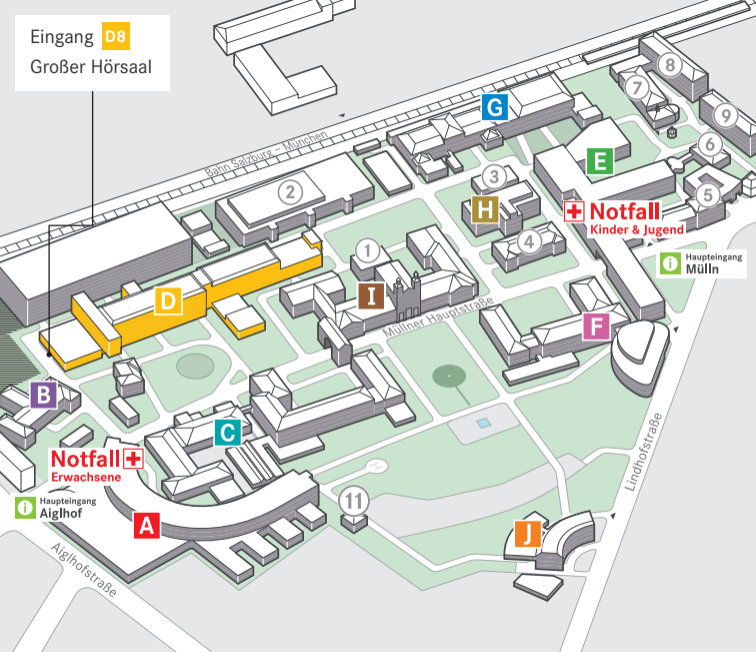 Eingang D8
Großer Hörsaal
Bahn Salzburg – München
8
7
9
G
6
E
3
2
5
H
Notfall
Kinder & Jugend
4
1
i Haupteingang
Mülln
D
I
Müllner Hauptstraße
F
B
C
Lindhofstraße
Notfall
Erwachsene
H
i Haupteingang
Aiglhof
11
A
J
Aiglhofstraße